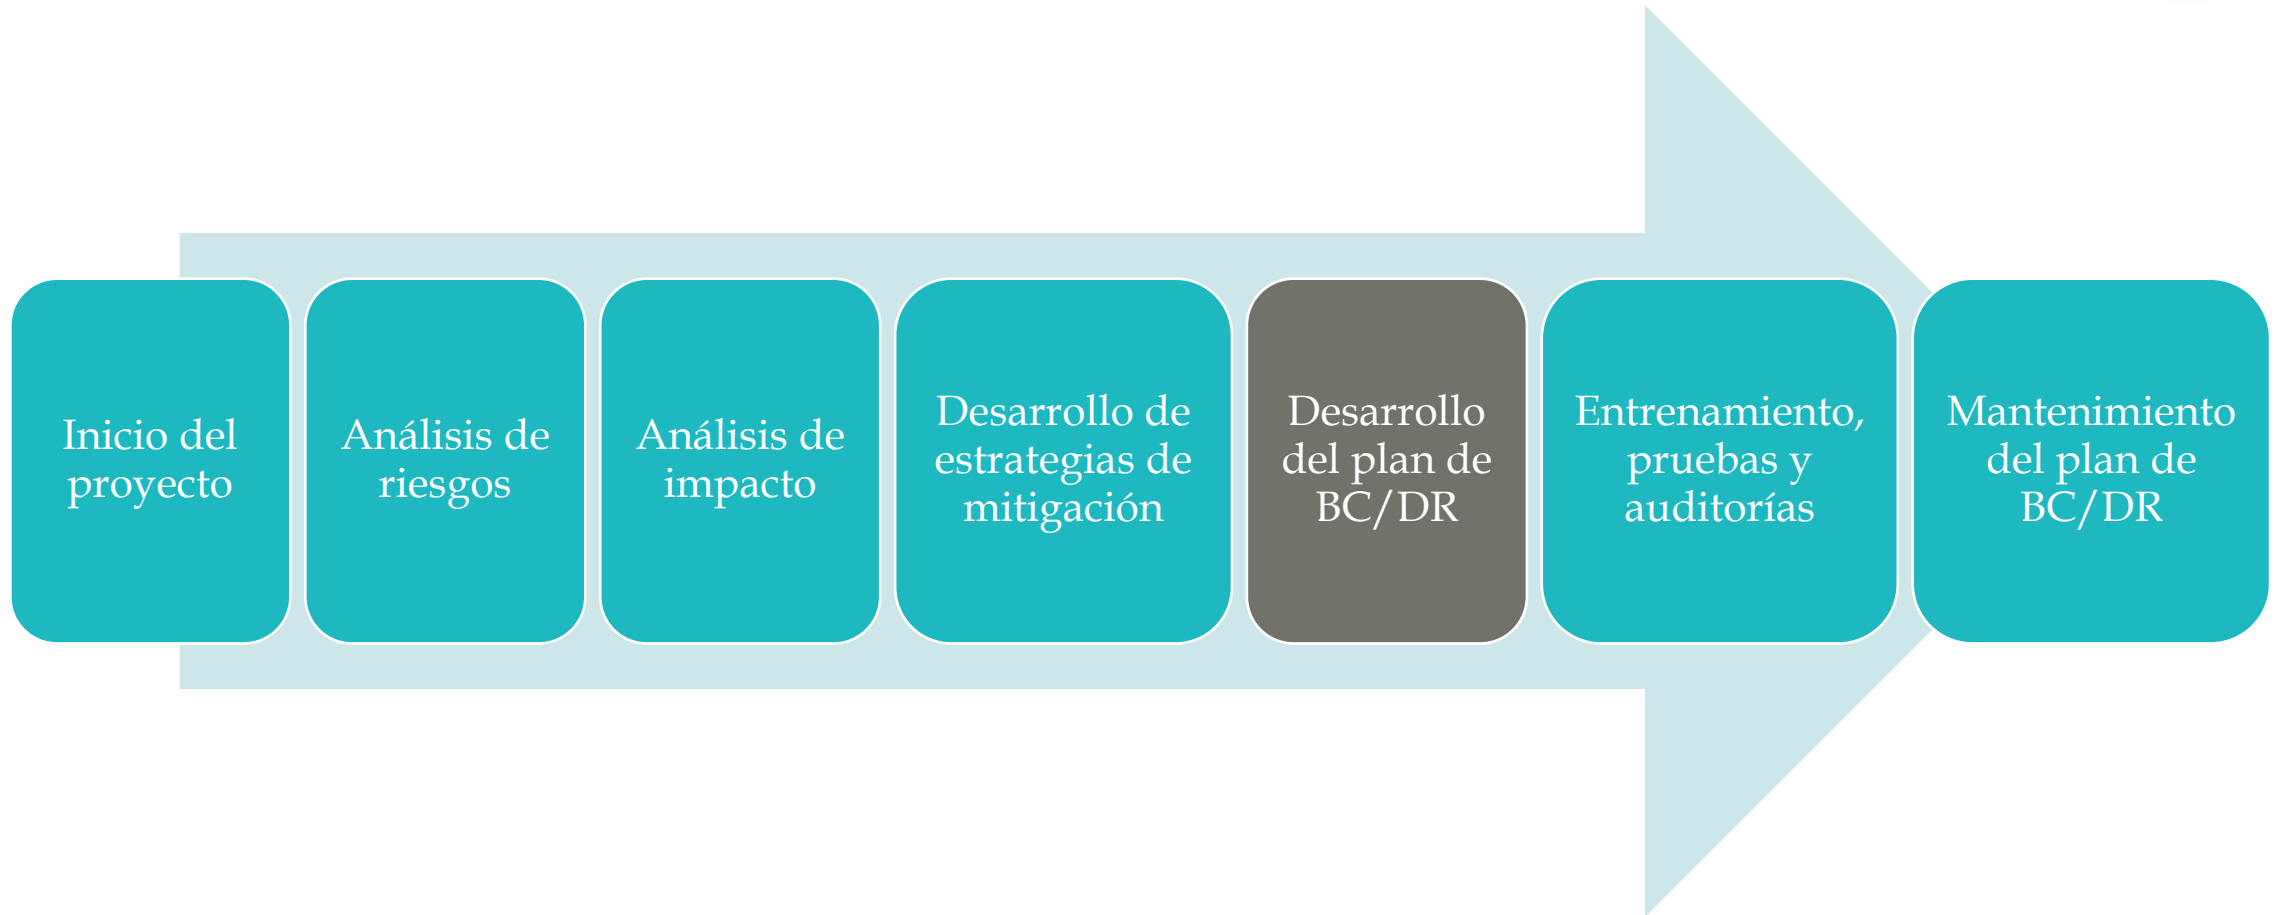 Inicio del
proyecto
Análisis de
riesgos
Análisis de
impacto
Desarrollo de
estrategias de
mitigación
Desarrollo
del plan de
BC/DR
Entrenamiento,
pruebas y
auditorías
Mantenimiento
del plan de
BC/DR